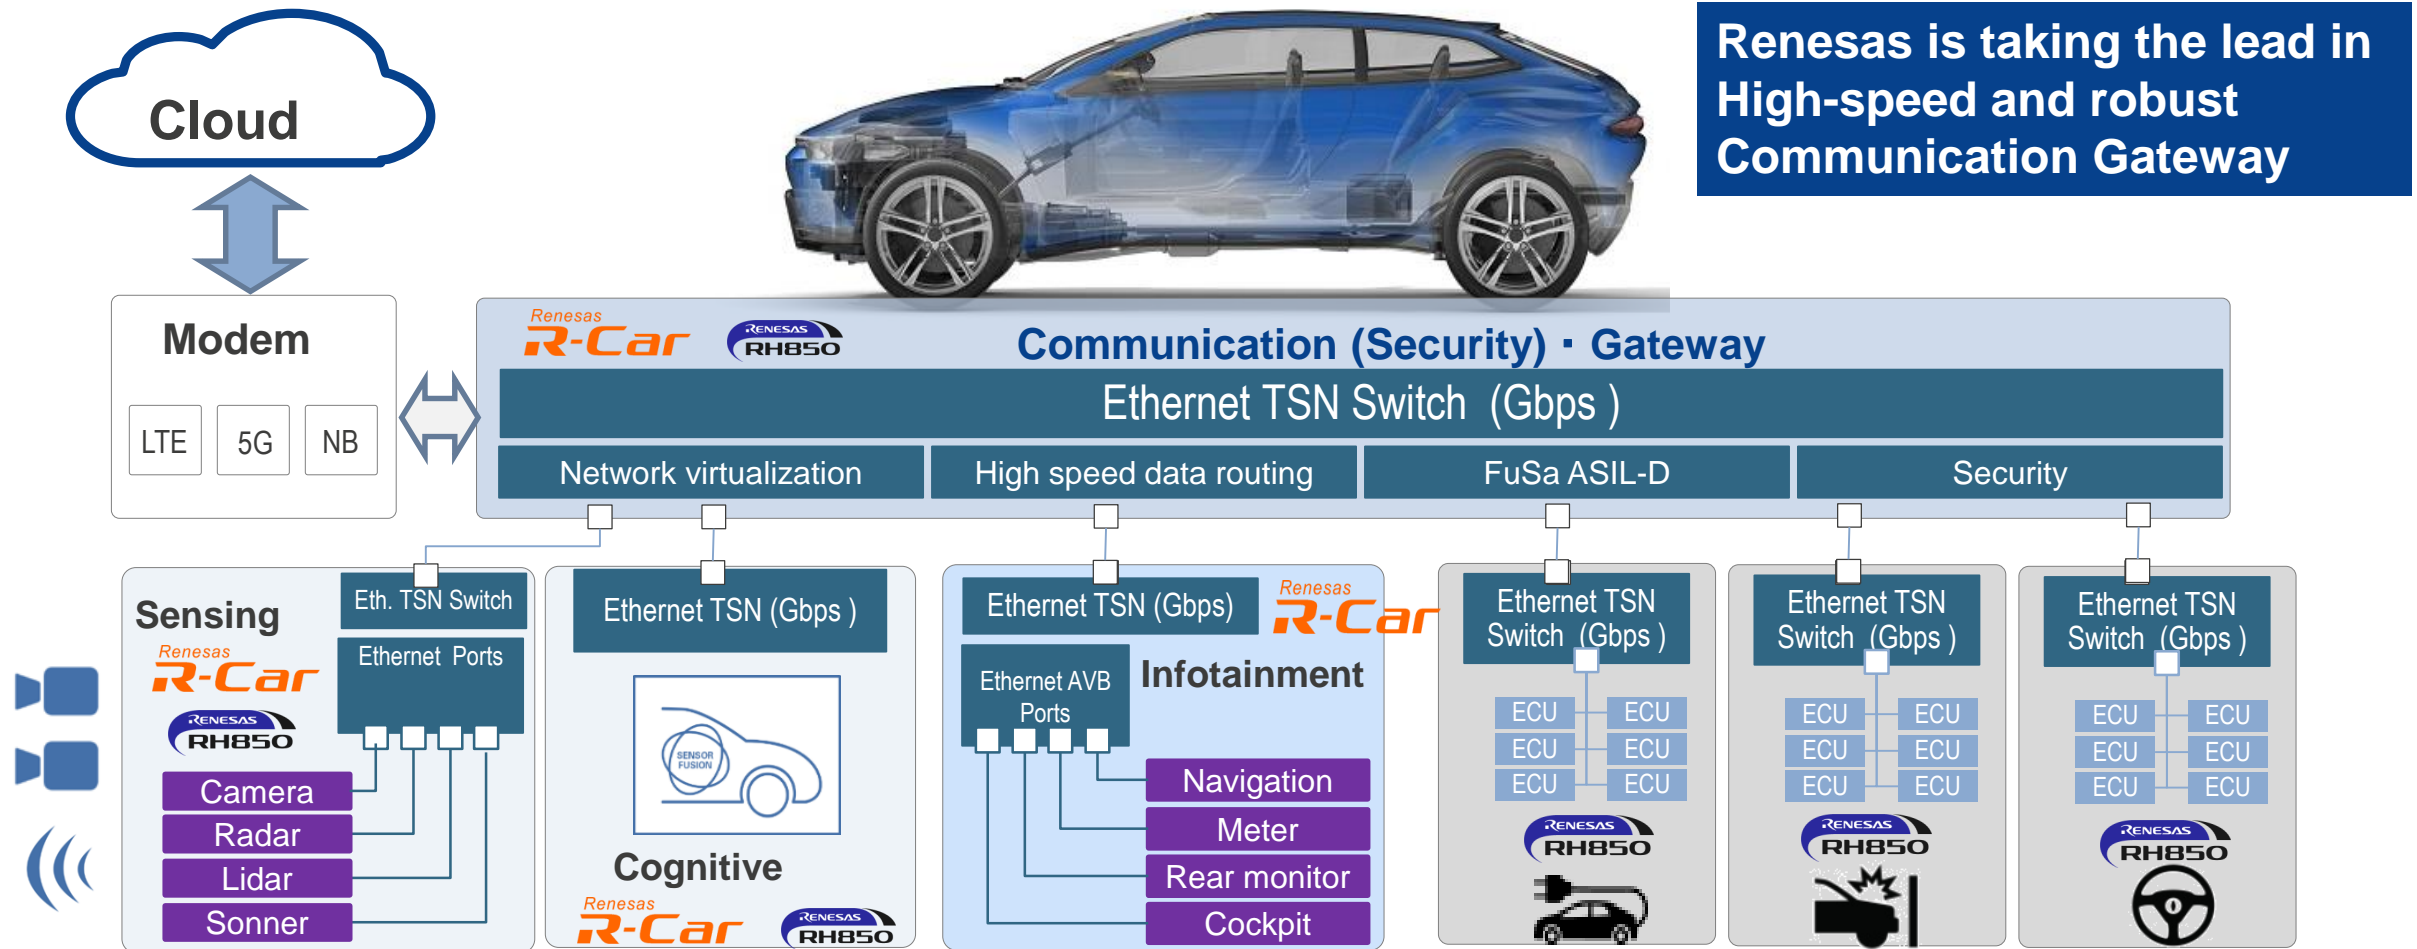 Cloud
Renesas is taking the lead in
High-speed and robust
Communication Gateway
Modem
LTE
5G
NB
Renesas
R-Car
RENESAS
RH850
Communication (Security)・Gateway
Ethernet TSN Switch (Gbps )
Network virtualization
High speed data routing
FuSa ASIL-D
Security
Sensing
Renesas
R-Car
RENESAS
RH850
Eth. TSN Switch
Ethernet Ports
Camera
Radar
Lidar
Sonner
Ethernet TSN (Gbps )
SENSOR
FUSION
Cognitive
Renesas
R-Car
RENESAS
RH850
Ethernet TSN (Gbps)
Renesas
R-Car
Ethernet AVB
Ports
Infotainment
Navigation
Meter
Rear monitor
Cockpit
Ethernet TSN
Switch (Gbps )
ECU
ECU
ECU
ECU
ECU
ECU
RENESAS
RH850
Ethernet TSN
Switch (Gbps )
ECU
ECU
ECU
ECU
ECU
ECU
RENESAS
RH850
Ethernet TSN
Switch (Gbps )
ECU
ECU
ECU
ECU
ECU
ECU
RENESAS
RH850